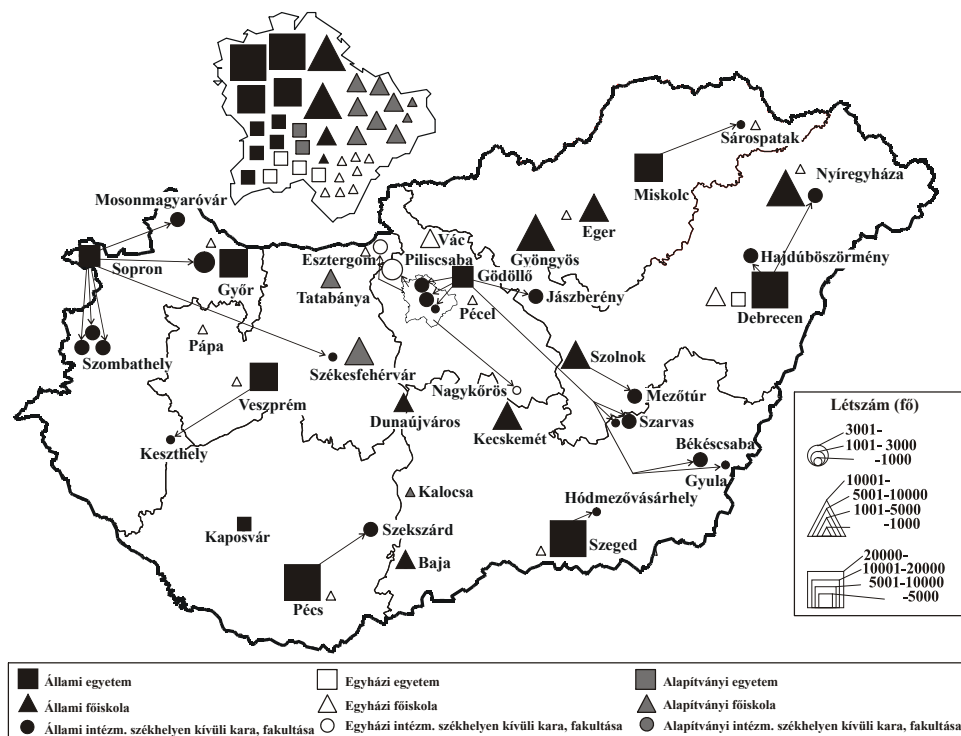 Sárospatak
Miskolc
Nyíregyháza
Mosonmagyaróvár
Eger
Vác
Gyöngyös
Esztergom
Piliscsaba
Hajdúböszörmény
Sopron
Gödöllő
Győr
Tatabánya
Jászberény
Pécel
Debrecen
Pápa
Szombathely
Szolnok
Székesfehérvár
Nagykőrös
Mezőtúr
Veszprém
Dunaújváros
Szarvas
Kecskemét
Békéscsaba
Keszthely
Gyula
Kalocsa
Hódmezővásárhely
Kaposvár
Szekszárd
Szeged
Baja
Pécs
Létszám (fő)
3001-
1001- 3000
-1000
10001-
5001-10000
1001-5000
-1000
20000-
10001-20000
5001-10000
-5000
Állami egyetem
Egyházi egyetem
Alapítványi egyetem
Állami főiskola
Egyházi főiskola
Alapítványi főiskola
Állami intézm. székhelyen kívüli kara, fakultása
Egyházi intézm. székhelyen kívüli kara, fakultása
Alapítványi intézm. székhelyen kívüli kara, fakultása